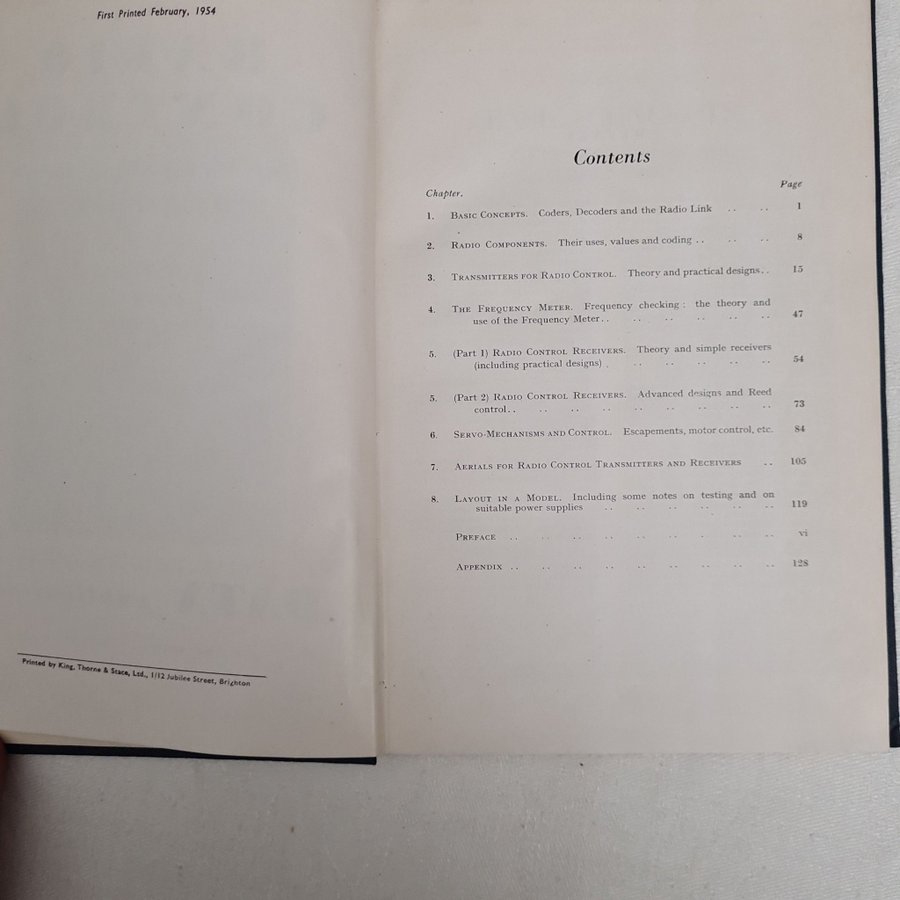 First Printed February, 1954
Printed by King, Thorne & Stace, Ltd., 1/12 Jubilee Street, Brighton
Contents
Chapter. Page
1. BASIC CONCEPTS. Coders, Decoders and the Radio Link .. .. 1
2. RADIO COMPONENTS. Their uses, values and coding .. .. .. 8
3. TRANSMITTERS FOR RADIO CONTROL. Theory and practical designs.. 15
4. THE FREQUENCY METER. Frequency checking : the theory and
use of the Frequency Meter.. .. .. .. .. .. 47
5. (Part 1) RADIO CONTROL RECEIVERS. Theory and simple receivers
(including practical designs) . .. .. .. .. .. 54
5. (Part 2) RADIO CONTROL RECEIVERS. Advanced designs and Reed
control.. .. .. .. .. .. .. .. .. 73
6. SERVO-MECHANISMS AND CONTROL. Escapements, motor control, etc. 84
7. AERIALS FOR RADIO CONTROL TRANSMITTERS AND RECEIVERS .. 105
8. LAYOUT IN A MODEL. Including some notes on testing and on
suitable power supplies .. .. .. .. .. .. 119
PREFACE .. .. .. .. .. .. . .. .. vi
APPENDIX .. .. .. .. .. .. .. .. .. 128